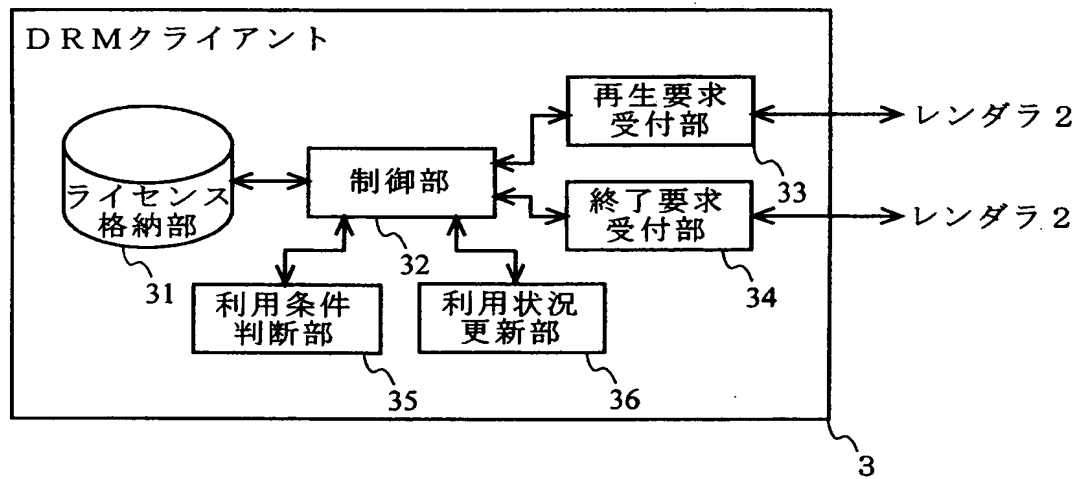 DRMクライアント
再生要求
受付部
レンダラ2
33
ライセンス
格納部
31
制御部
32
終了要求
受付部
レンダラ2
34
利用条件
判断部
35
利用状況
更新部
36
3